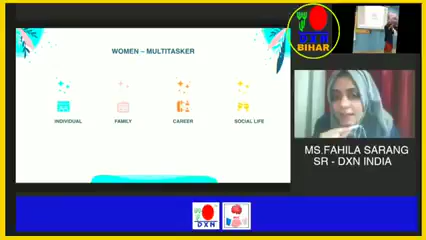 WOMEN – MULTITASKER
INDIVIDUAL
FAMILY
CAREER
SOCIAL LIFE
DXN
BIHAR
MS.FAHILA SARANG
SR - DXN INDIA
DXN